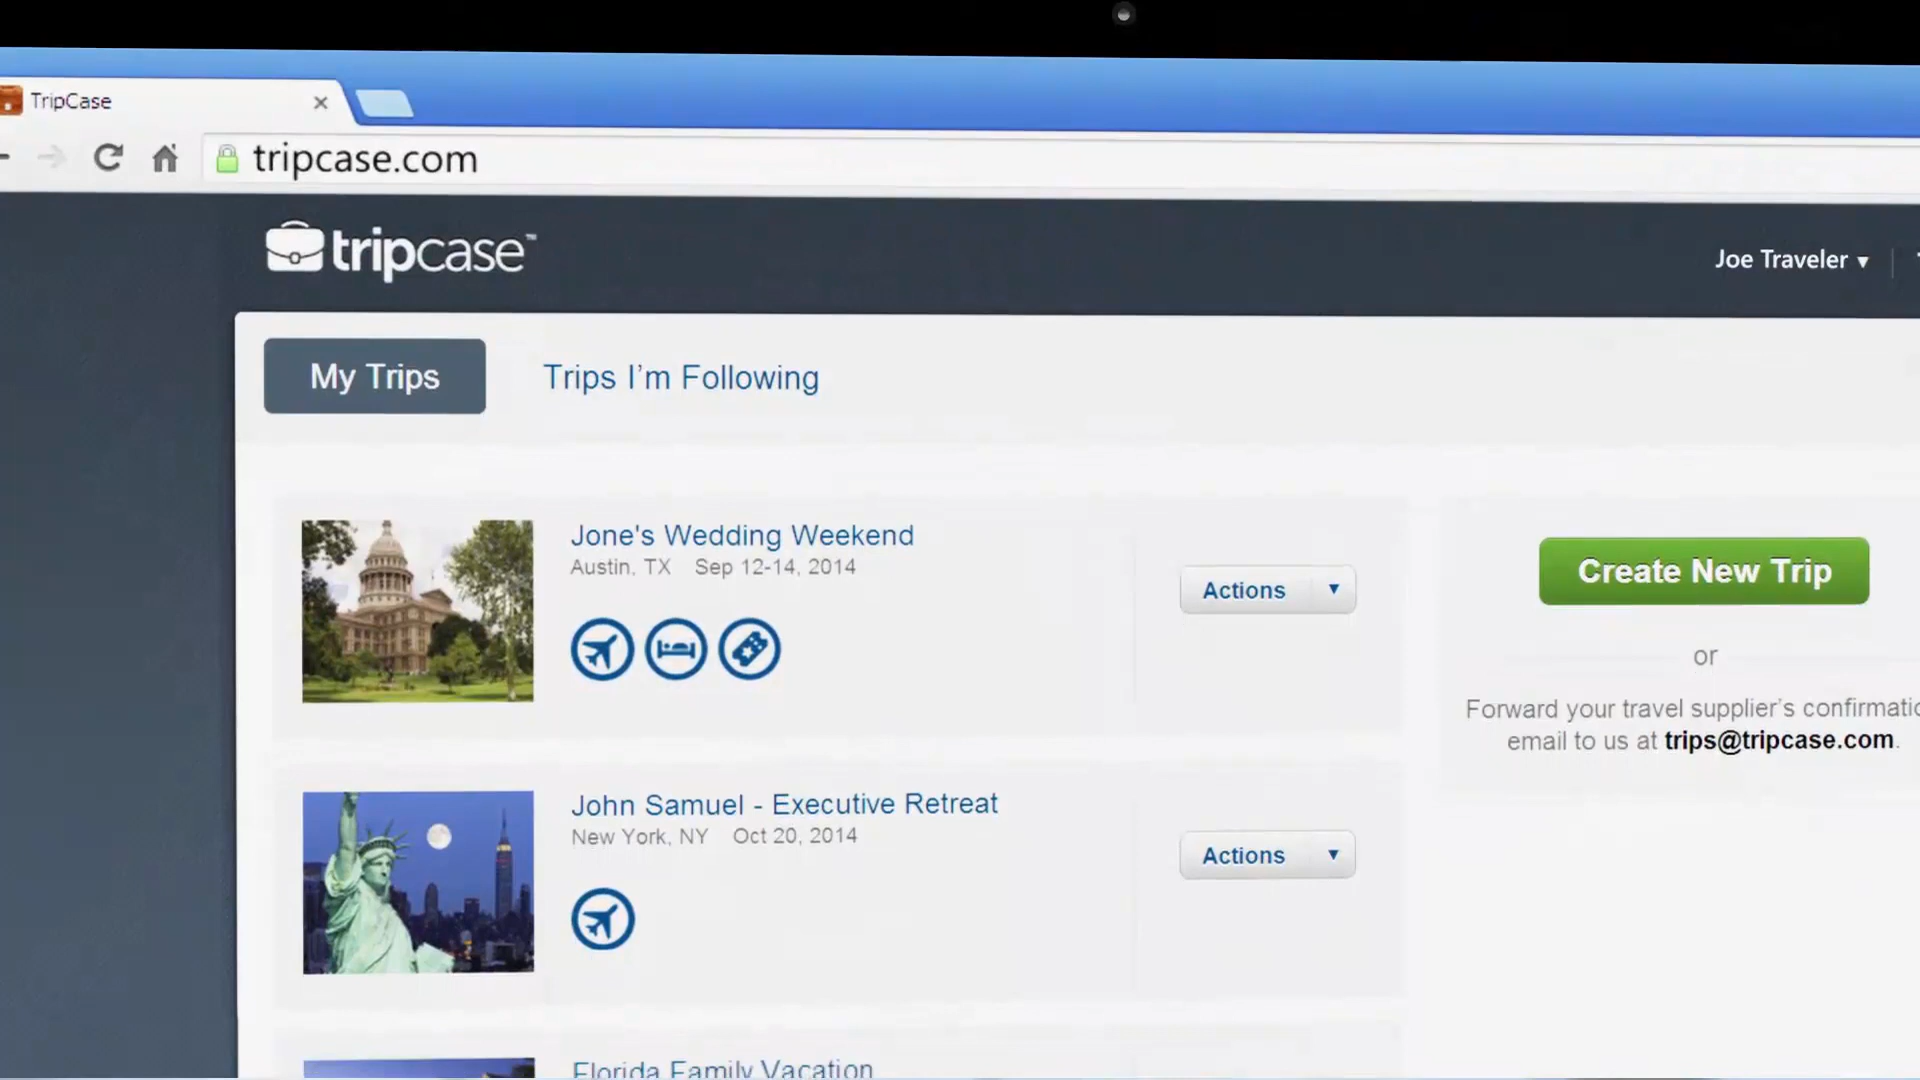 TripCase
tripcase.com
tripcase™
Joe Traveler
My Trips
Trips I’m Following
Jone's Wedding Weekend
Austin, TX Sep 12-14, 2014
Actions
Create New Trip
or
Forward your travel supplier’s
email to us at trips@tripcase.com.
John Samuel - Executive Retreat
New York, NY Oct 20, 2014
Actions
Florida Family Vacation